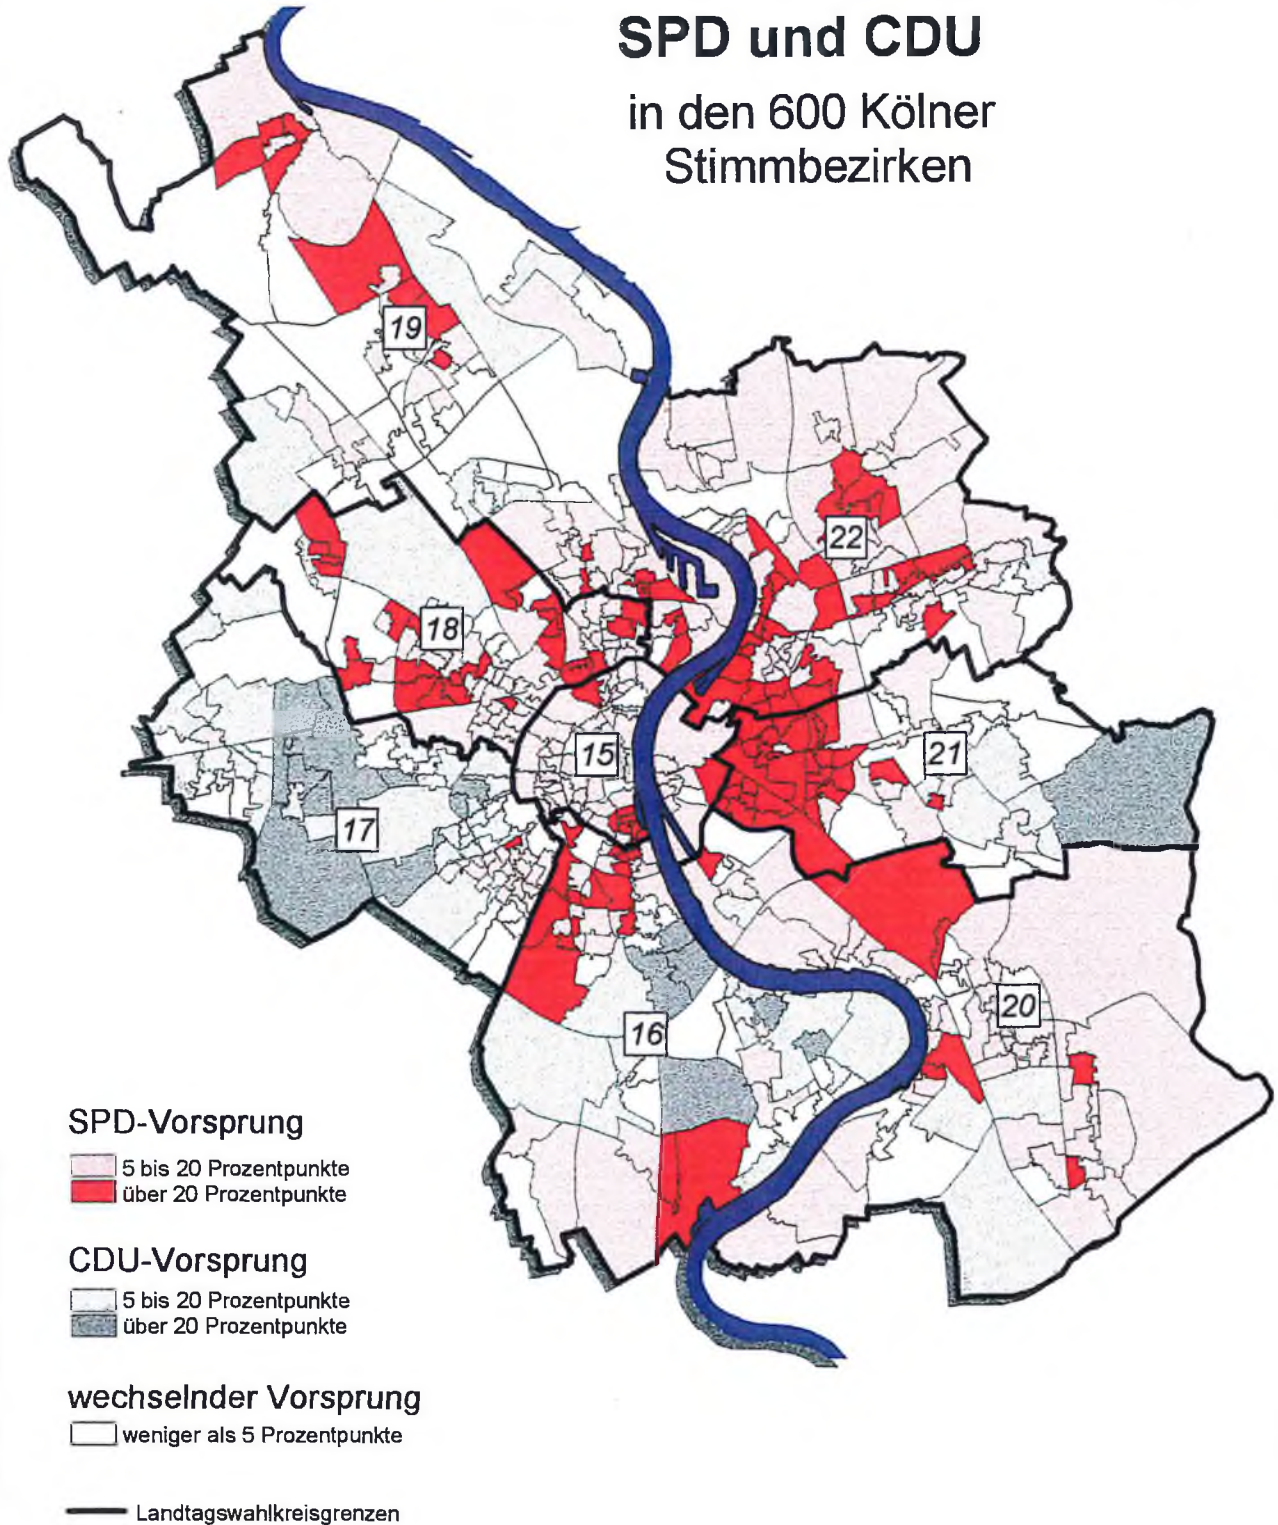 SPD und CDU
in den 600 Kölner
Stimmbezirken
19
22
18
15
21
17
20
16
SPD-Vorsprung
5 bis 20 Prozentpunkte
über 20 Prozentpunkte
CDU-Vorsprung
5 bis 20 Prozentpunkte
über 20 Prozentpunkte
wechselnder Vorsprung
weniger als 5 Prozentpunkte
Landtagswahlkreisgrenzen